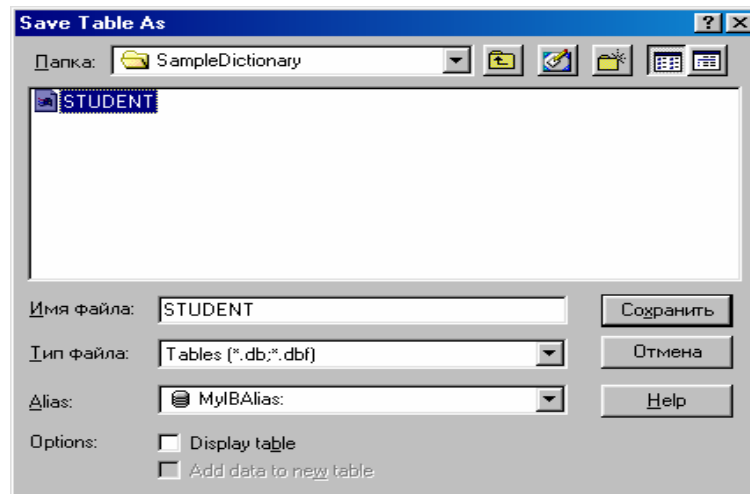 Save Table As
Папка: SampleDictionary
STUDENT
Имя файла: STUDENT Сохранить
Тип файла: Tables (*.db;*.dbf) Отмена
Alias: MyIBAlias: Help
Options: Display table
Add data to new table